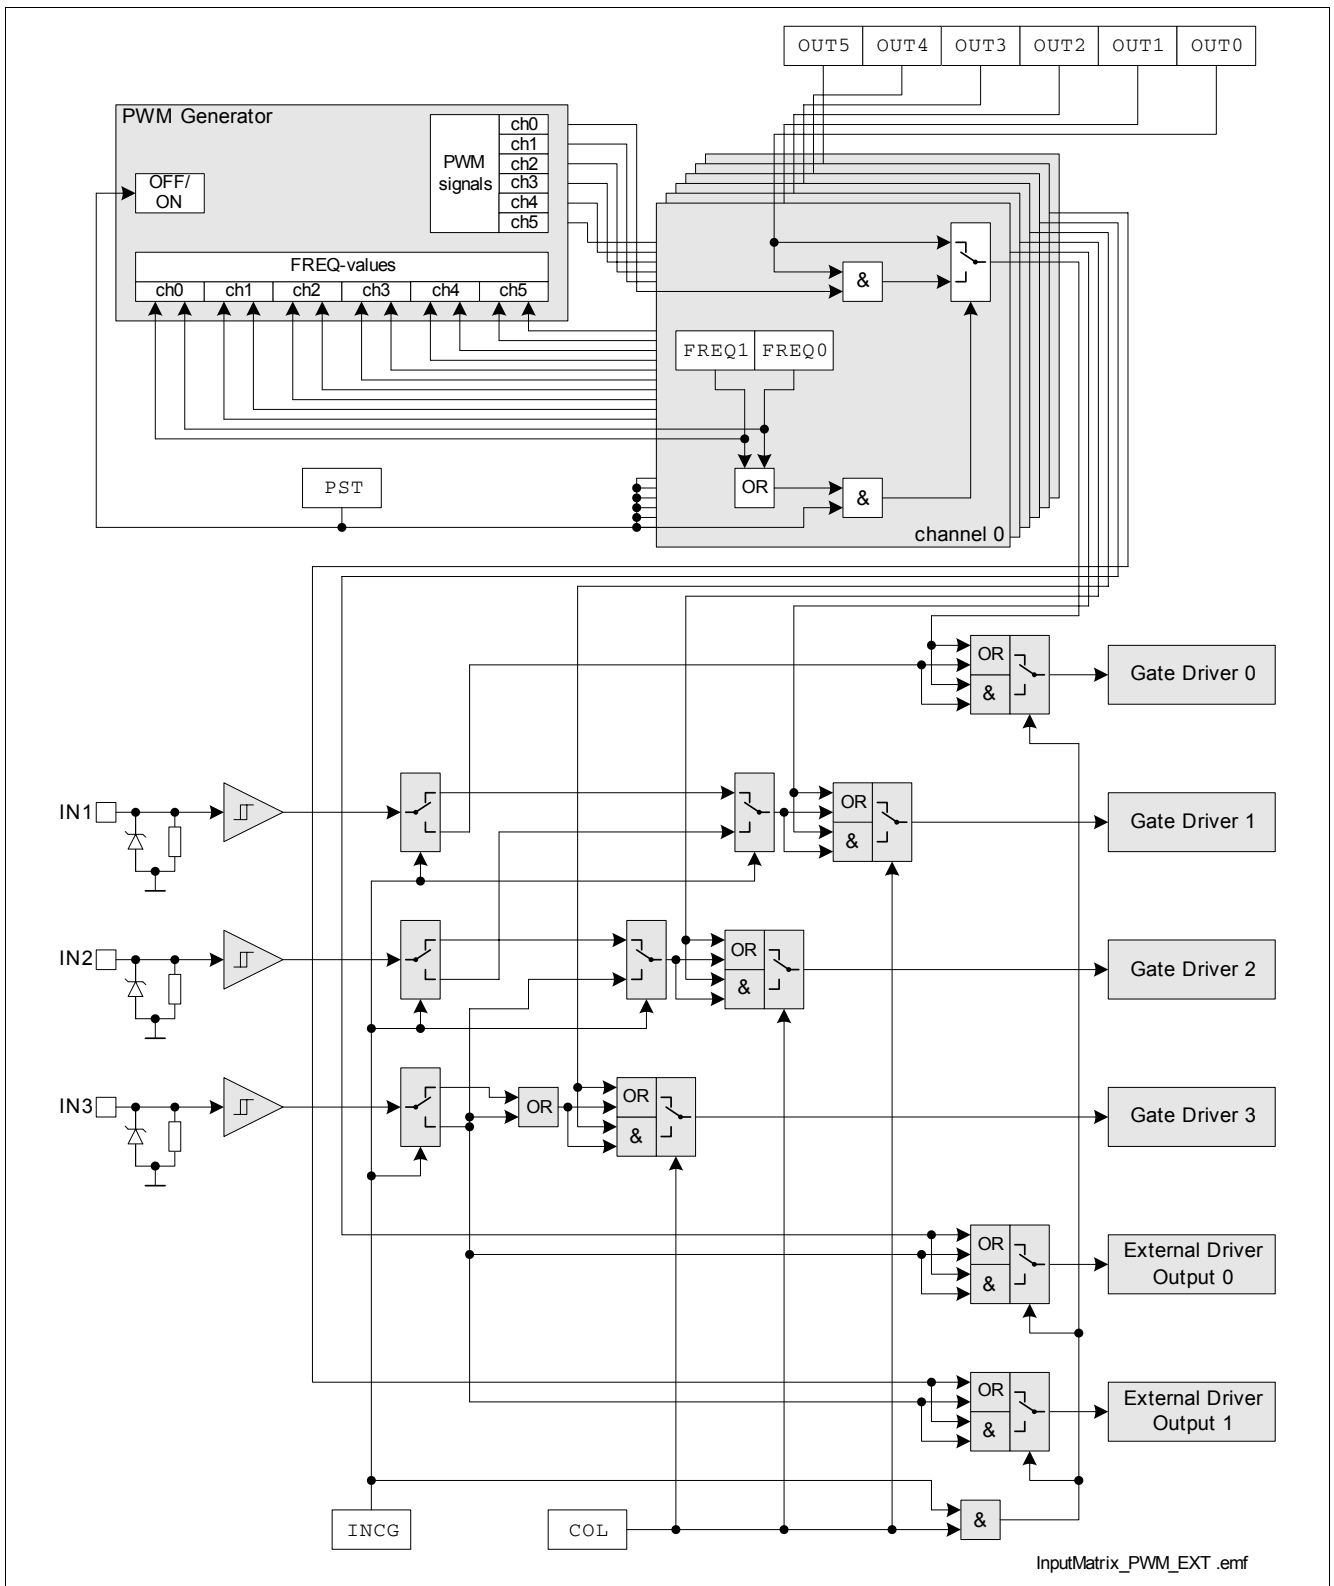 OUT5 OUT4 OUT3 OUT2 OUT1 OUT0
PWM Generator
PWM
signals
ch0
ch1
ch2
ch3
ch4
ch5
OFF/
ON
FREQ-values
ch0 ch1 ch2 ch3 ch4 ch5
&
FREQ1 FREQ0
PST
OR
&
channel 0
OR
&
Gate Driver 0
IN1
OR
&
Gate Driver 1
IN2
OR
&
Gate Driver 2
IN3
OR
OR
&
Gate Driver 3
OR
&
External Driver
Output 0
OR
&
External Driver
Output 1
INCG
COL
&
InputMatrix_PWM_EXT .emf